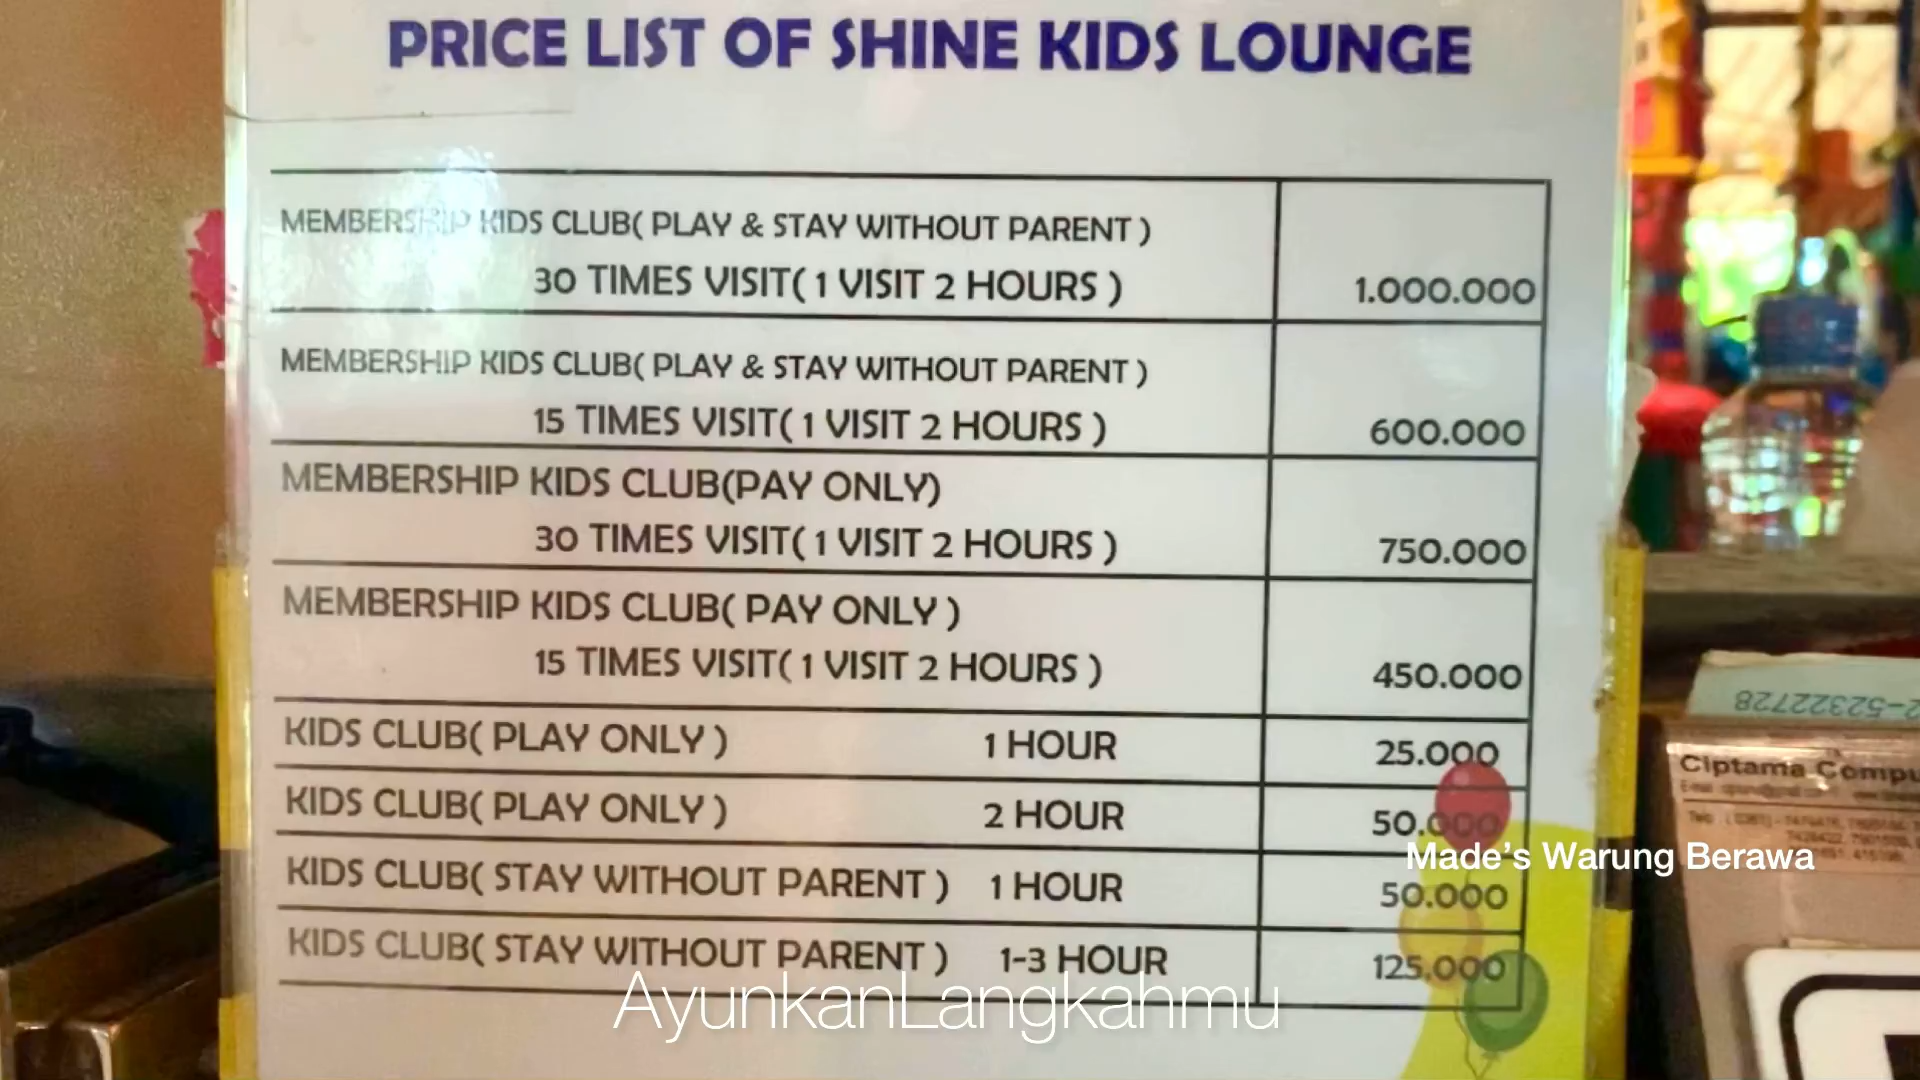 PRICE LIST OF SHINE KIDS LOUNGE
MEMBERSHIP KIDS CLUB( PLAY & STAY WITHOUT PARENT )
30 TIMES VISIT( 1 VISIT 2 HOURS ) 1.000.000
MEMBERSHIP KIDS CLUB( PLAY & STAY WITHOUT PARENT )
15 TIMES VISIT( 1 VISIT 2 HOURS ) 600.000
MEMBERSHIP KIDS CLUB(PAY ONLY)
30 TIMES VISIT( 1 VISIT 2 HOURS ) 750.000
MEMBERSHIP KIDS CLUB( PAY ONLY )
15 TIMES VISIT( 1 VISIT 2 HOURS ) 450.000
KIDS CLUB( PLAY ONLY ) 1 HOUR 25.000
KIDS CLUB( PLAY ONLY ) 2 HOUR 50.000
KIDS CLUB( STAY WITHOUT PARENT ) 1 HOUR 50.000
KIDS CLUB( STAY WITHOUT PARENT ) 1-3 HOUR 125.000
Made's Warung Berawa
AyunkanLangkahmu
2-52322728
Ciptama Compu